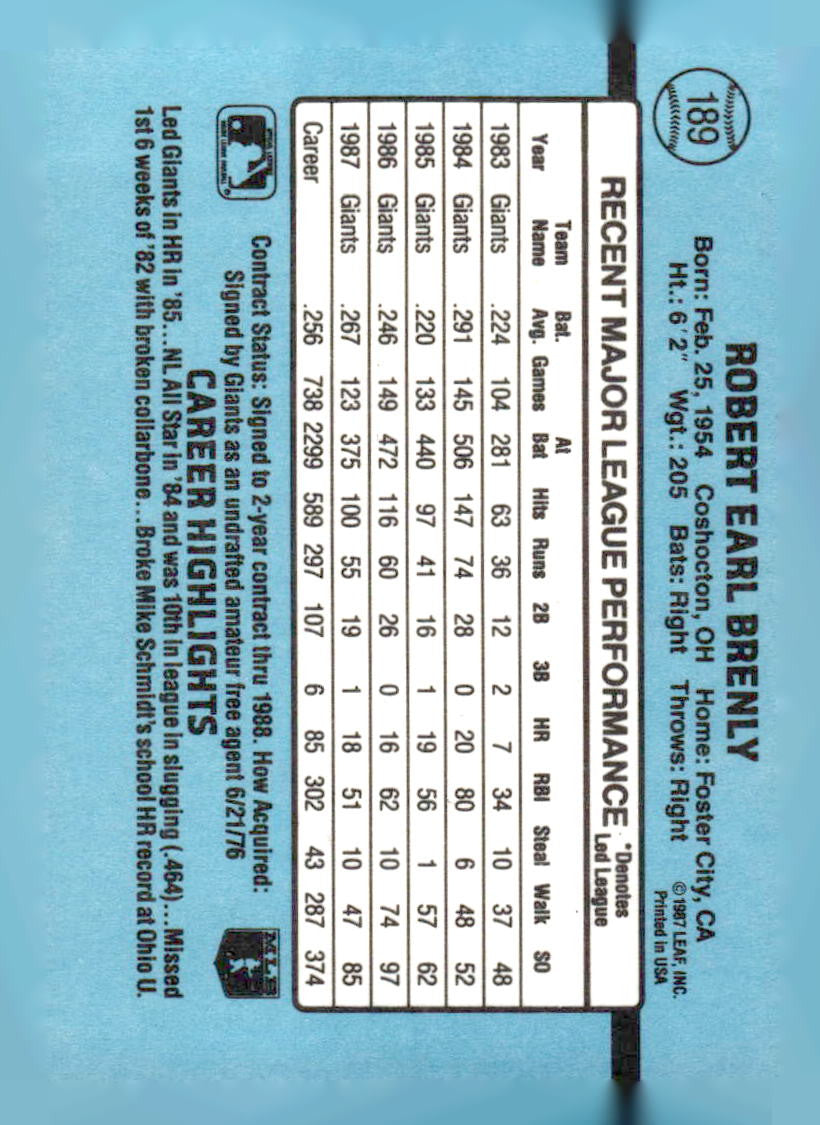 189
ROBERT EARL BRENLY
Born: Feb. 25, 1954 Coshocton, OH Home: Foster City, CA
Ht.: 6'2" Wgt.: 205 Bats: Right Throws: Right
© 1987 LEAF, INC.
Printed in USA
RECENT MAJOR LEAGUE PERFORMANCE *Denotes
Led League
Team Bat. At
Year Name Avg. Games Bat Hits Runs 2B 3B HR RBI Steal Walk SO
1983 Giants .224 104 281 63 36 12 2 7 34 10 37 48
1984 Giants .291 145 506 147 74 28 0 20 80 6 48 52
1985 Giants .220 133 440 97 41 16 1 19 56 1 57 62
1986 Giants .246 149 472 116 60 26 0 16 62 10 74 97
1987 Giants .267 123 375 100 55 19 1 18 51 10 47 85
Career .256 738 2299 589 297 107 6 85 302 43 287 374
Contract Status: Signed to 2-year contract thru 1988. How Acquired:
Signed by Giants as an undrafted amateur free agent 6/21/76
MLB
CAREER HIGHLIGHTS
Led Giants in HR in '85...NL All Star in '84 and was 10th in league in slugging (.464)...Missed
1st 6 weeks of '82 with broken collarbone...Broke Mike Schmidt's school HR record at Ohio U.